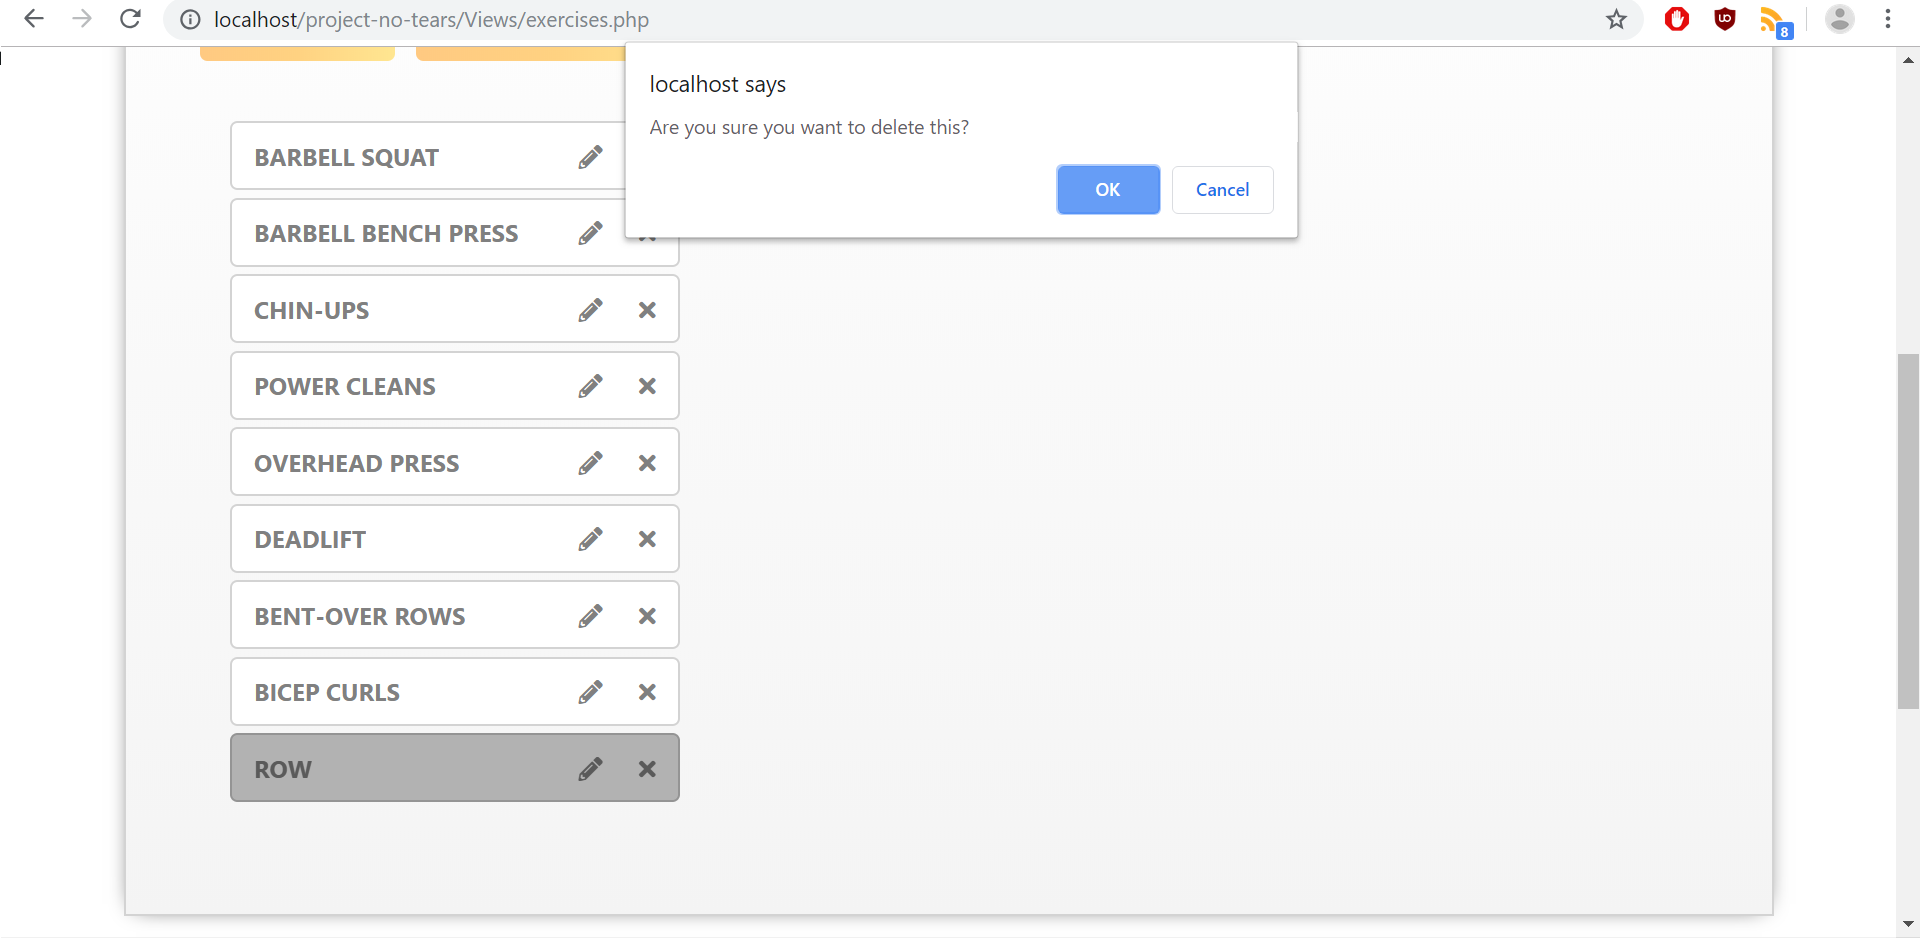 localhost/project-no-tears/Views/exercises.php
8
localhost says
Are you sure you want to delete this?
OK
Cancel
BARBELL SQUAT
BARBELL BENCH PRESS
CHIN-UPS
POWER CLEANS
OVERHEAD PRESS
DEADLIFT
BENT-OVER ROWS
BICEP CURLS
ROW